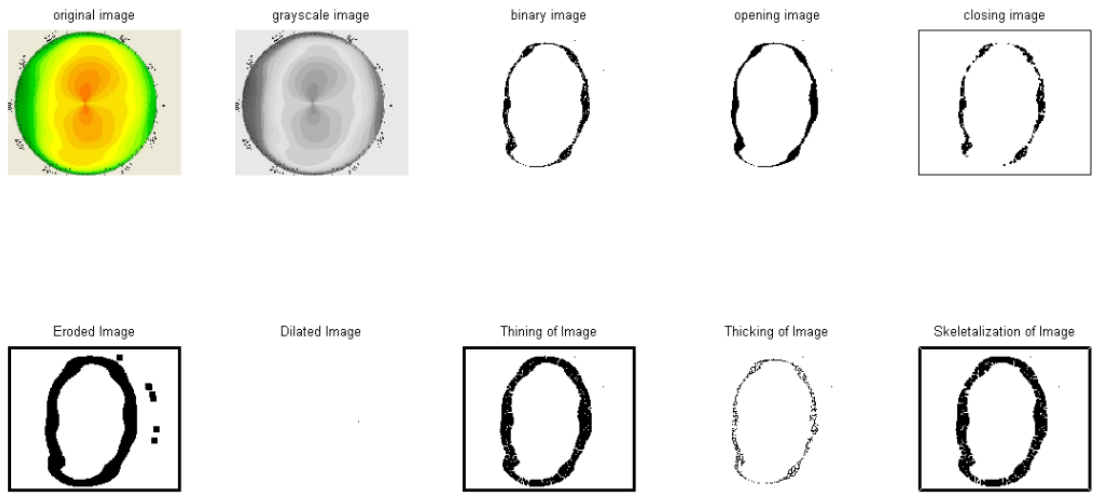 original image
grayscale image
binary image
opening image
closing image
Eroded Image
Dilated Image
Thining of Image
Thicking of Image
Skeletalization of Image